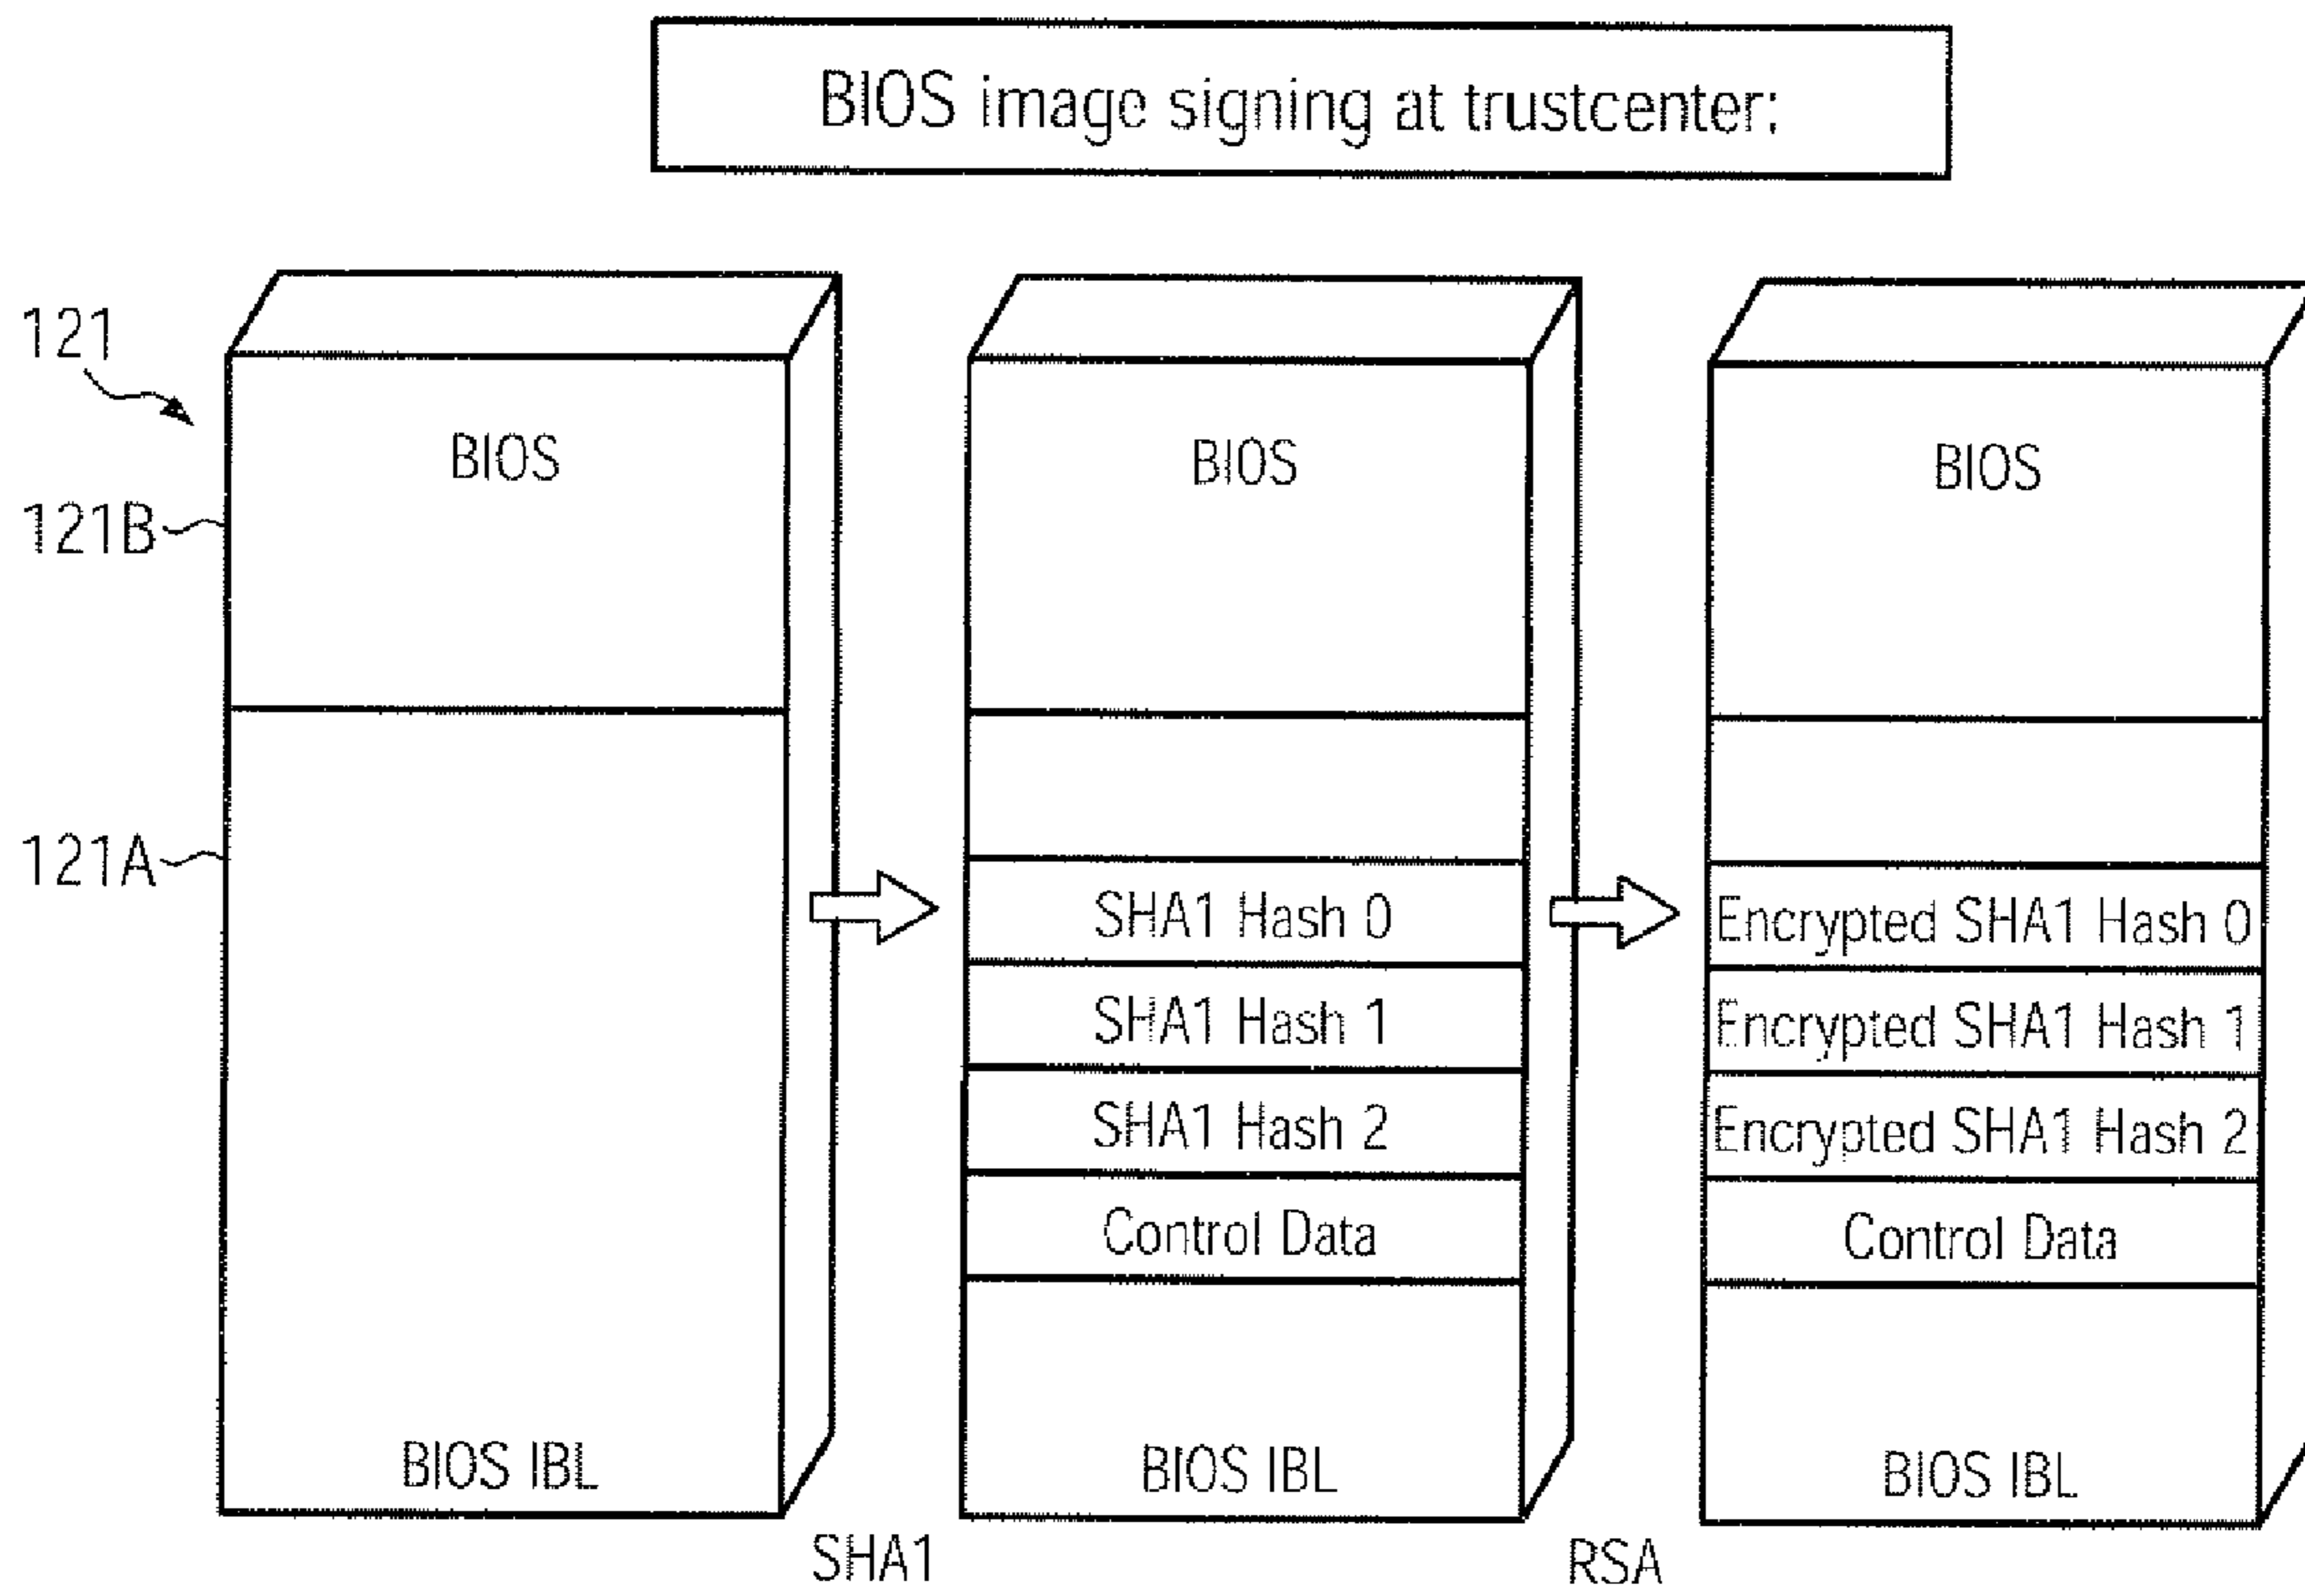 BIOS image signing at trustcenter:
121
121B
121A
BIOS
BIOS IBL
SHA1
BIOS
SHA1 Hash 0
SHA1 Hash 1
SHA1 Hash 2
Control Data
BIOS IBL
RSA
BIOS
Encrypted SHA1 Hash 0
Encrypted SHA1 Hash 1
Encrypted SHA1 Hash 2
Control Data
BIOS IBL